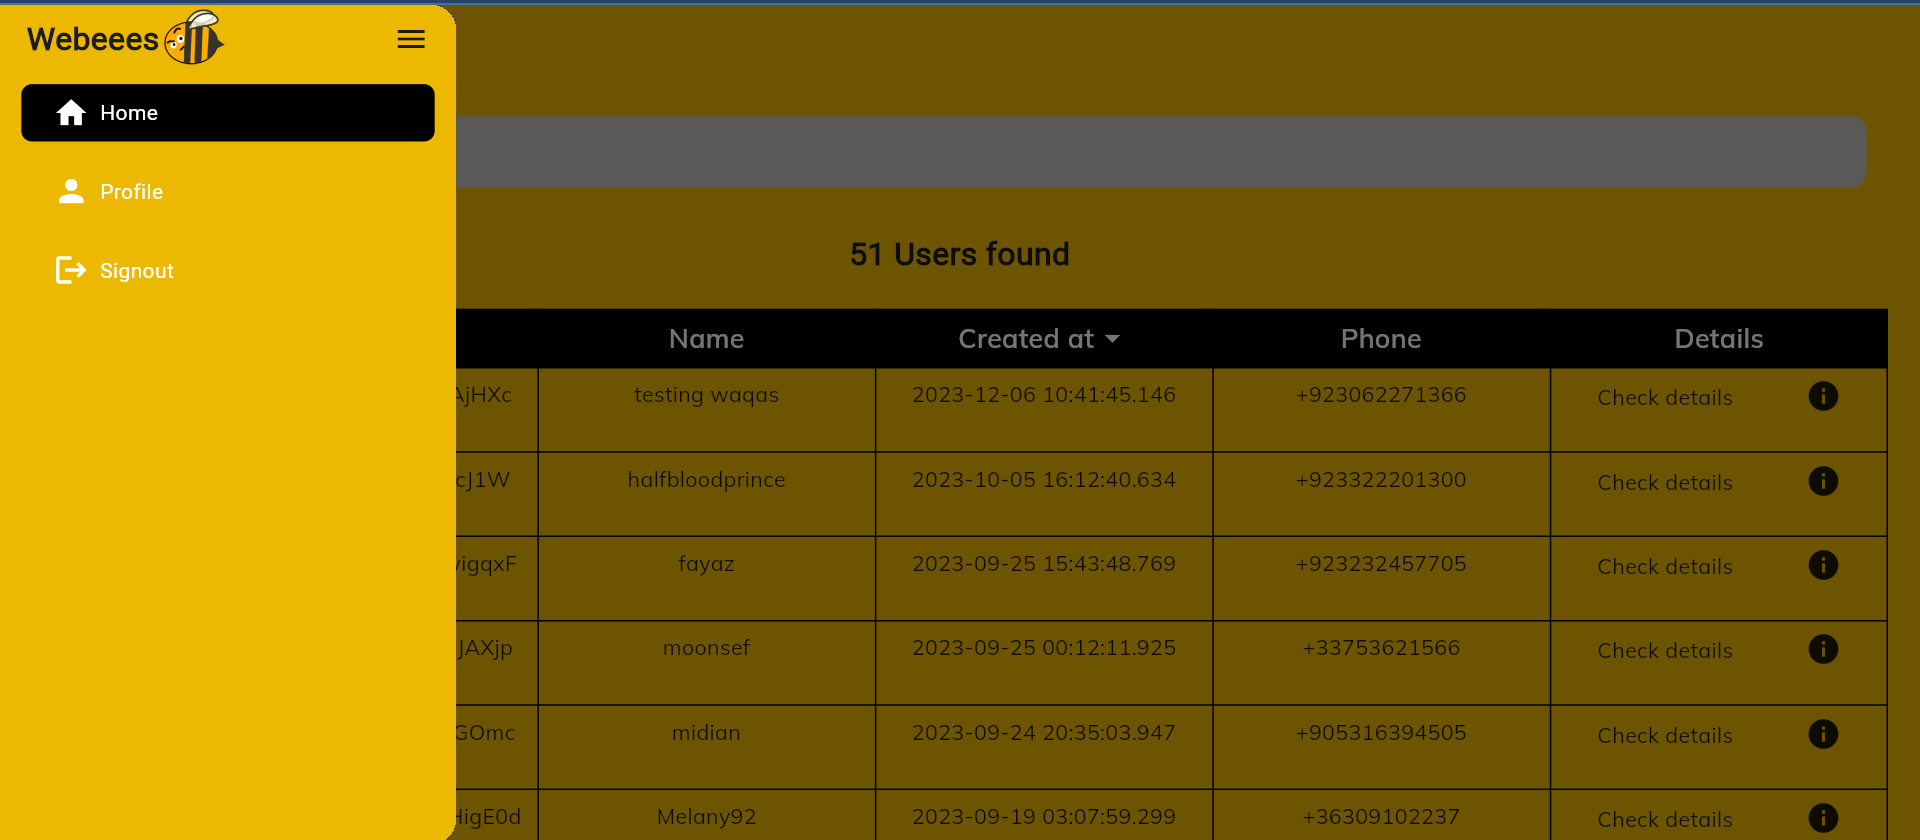 Webeees
Home
Profile
Signout
51 Users found
Name Created at Phone Details
AjHXc testing waqas 2023-12-06 10:41:45.146 +923062271366 Check details
cJ1W halfbloodprince 2023-10-05 16:12:40.634 +923322201300 Check details
igqxF fayaz 2023-09-25 15:43:48.769 +923232457705 Check details
JAXjp moonsef 2023-09-25 00:12:11.925 +33753621566 Check details
GOmc midian 2023-09-24 20:35:03.947 +905316394505 Check details
HigE0d Melany92 2023-09-19 03:07:59.299 +36309102237 Check details